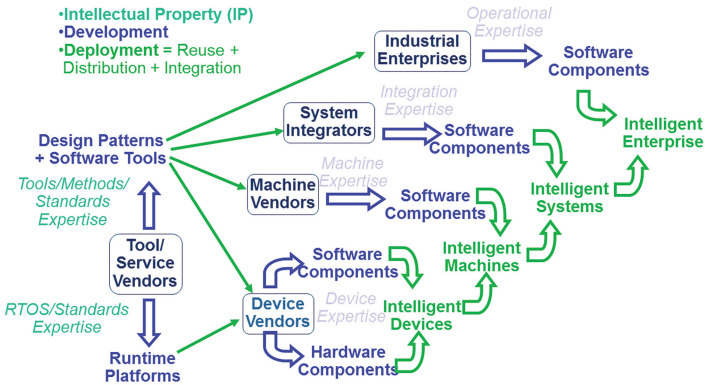 •Intellectual Property (IP)
•Development
•Deployment = Reuse +
Distribution + Integration
Operational
Expertise
Industrial
Enterprises
Software
Components
Integration
Expertise
System
Integrators
Software
Components
Intelligent
Enterprise
Design Patterns
+ Software Tools
Machine
Expertise
Machine
Vendors
Software
Components
Intelligent
Systems
Tools/Methods/
Standards
Expertise
Tool/
Service
Vendors
Software
Components
Intelligent
Machines
Device
Vendors
Device
Expertise
Intelligent
Devices
RTOS/Standards
Expertise
Runtime
Platforms
Hardware
Components